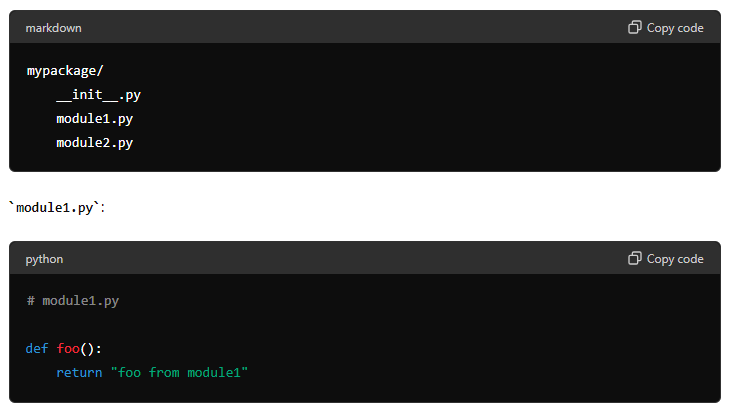 markdown
Copy code
mypackage/
    __init__.py
    module1.py
    module2.py
`module1.py`:
python
Copy code
# module1.py
def foo():
    return "foo from module1"